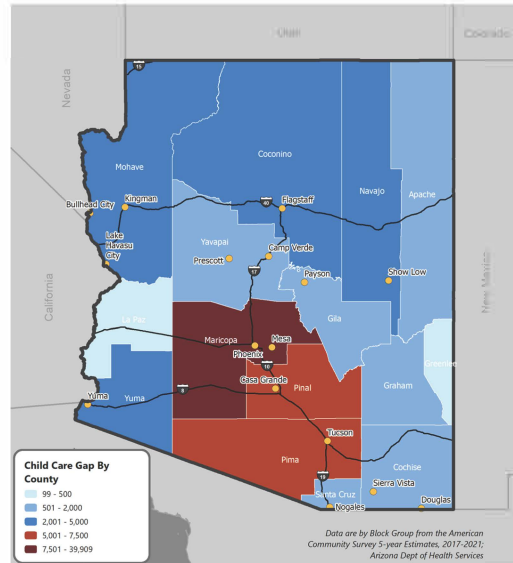 Utah
Colorado
15
Nevada
Mohave
Coconino
Navajo
Apache
Bullhead City
Kingman
40
Flagstaff
Lake
Havasu
City
Yavapai
Camp Verde
Prescott
17
Payson
Show Low
California
New Mexico
La Paz
Gila
Maricopa
Mesa
Phoenix
Greenlee
10
Casa Grande
Pinal
Graham
8
Yuma
Yuma
Tucson
Pima
Cochise
19
Santa Cruz
Sierra Vista
Nogales
Douglas
Child Care Gap By
County
99 - 500
501 - 2,000
2,001 - 5,000
5,001 - 7,500
7,501 - 39,909
Data are by Block Group from the American
Community Survey 5-year Estimates, 2017-2021;
Arizona Dept of Health Services